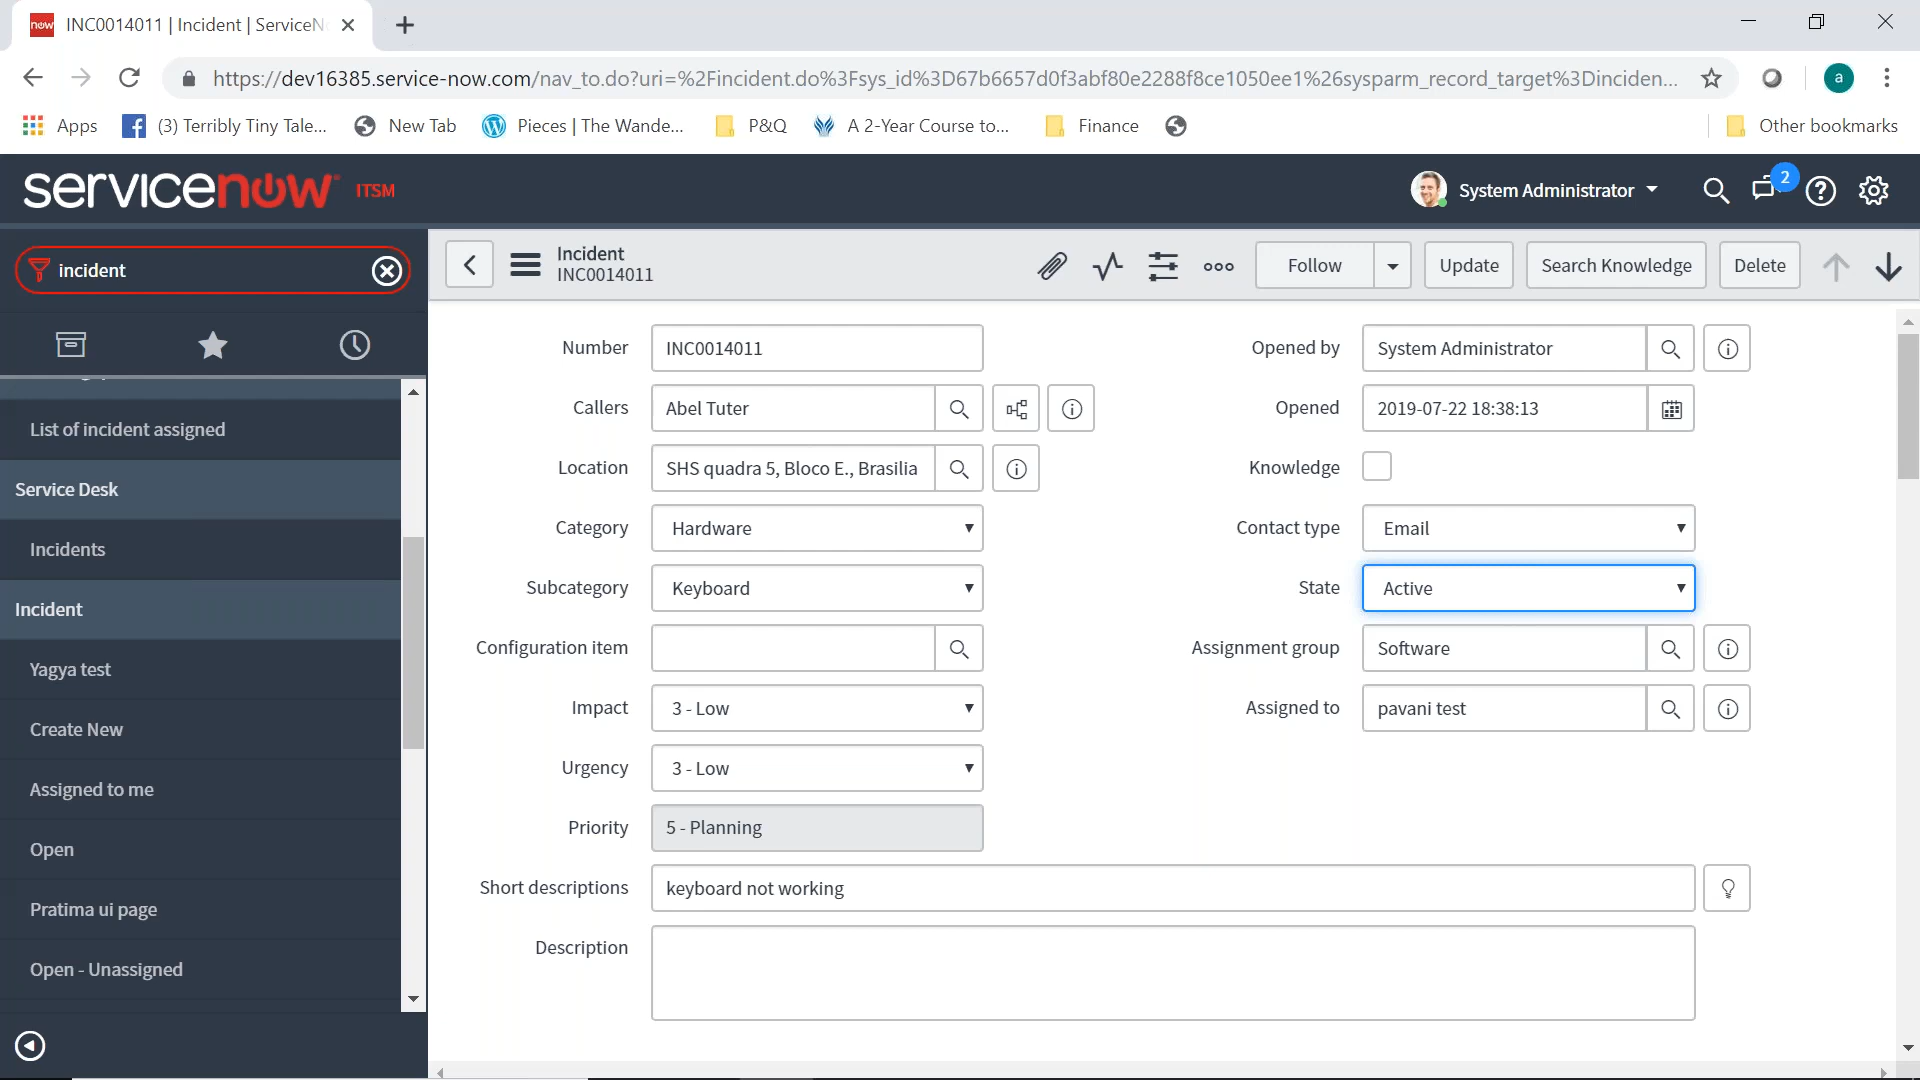 now INC0014011 | Incident | ServiceN
https://dev16385.service-now.com/nav_to.do?uri=%2Fincident.do%3Fsys_id%3D67b6657d0f3abf80e2288f8ce1050ee1%26sysparm_record_target%3Dinciden...
a
Apps
(3) Terribly Tiny Tale...
New Tab
Pieces | The Wande...
P&Q
A 2-Year Course to...
Finance
Other bookmarks
servicenow ITSM
System Administrator
2
incident
Incident
INC0014011
Follow
Update
Search Knowledge
Delete
List of incident assigned
Service Desk
Incidents
Incident
Yagya test
Create New
Assigned to me
Open
Pratima ui page
Open - Unassigned
Number INC0014011
Callers Abel Tuter
Location SHS quadra 5, Bloco E., Brasilia
Category Hardware
Subcategory Keyboard
Configuration item
Impact 3 - Low
Urgency 3 - Low
Priority 5 - Planning
Short descriptions keyboard not working
Description
Opened by System Administrator
Opened 2019-07-22 18:38:13
Knowledge
Contact type Email
State Active
Assignment group Software
Assigned to pavani test